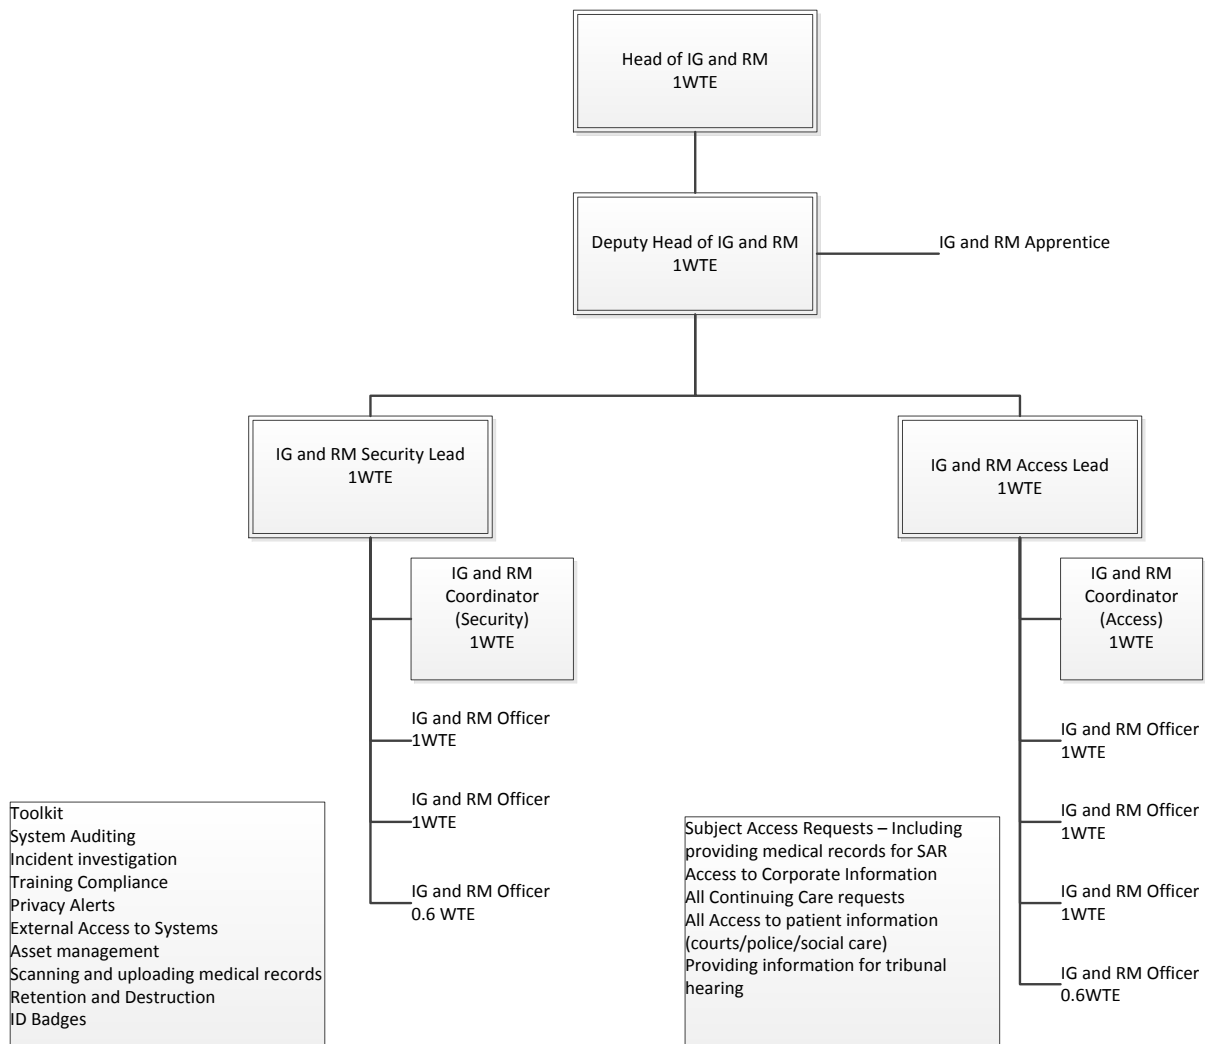 Head of IG and RM
1WTE
Deputy Head of IG and RM
1WTE
IG and RM Apprentice
IG and RM Security Lead
1WTE
IG and RM Access Lead
1WTE
IG and RM
Coordinator
(Security)
1WTE
IG and RM
Coordinator
(Access)
1WTE
IG and RM Officer
1WTE
IG and RM Officer
1WTE
IG and RM Officer
0.6 WTE
IG and RM Officer
1WTE
IG and RM Officer
1WTE
IG and RM Officer
1WTE
IG and RM Officer
0.6WTE
Toolkit
System Auditing
Incident investigation
Training Compliance
Privacy Alerts
External Access to Systems
Asset management
Scanning and uploading medical records
Retention and Destruction
ID Badges
Subject Access Requests – Including
providing medical records for SAR
Access to Corporate Information
All Continuing Care requests
All Access to patient information
(courts/police/social care)
Providing information for tribunal
hearing